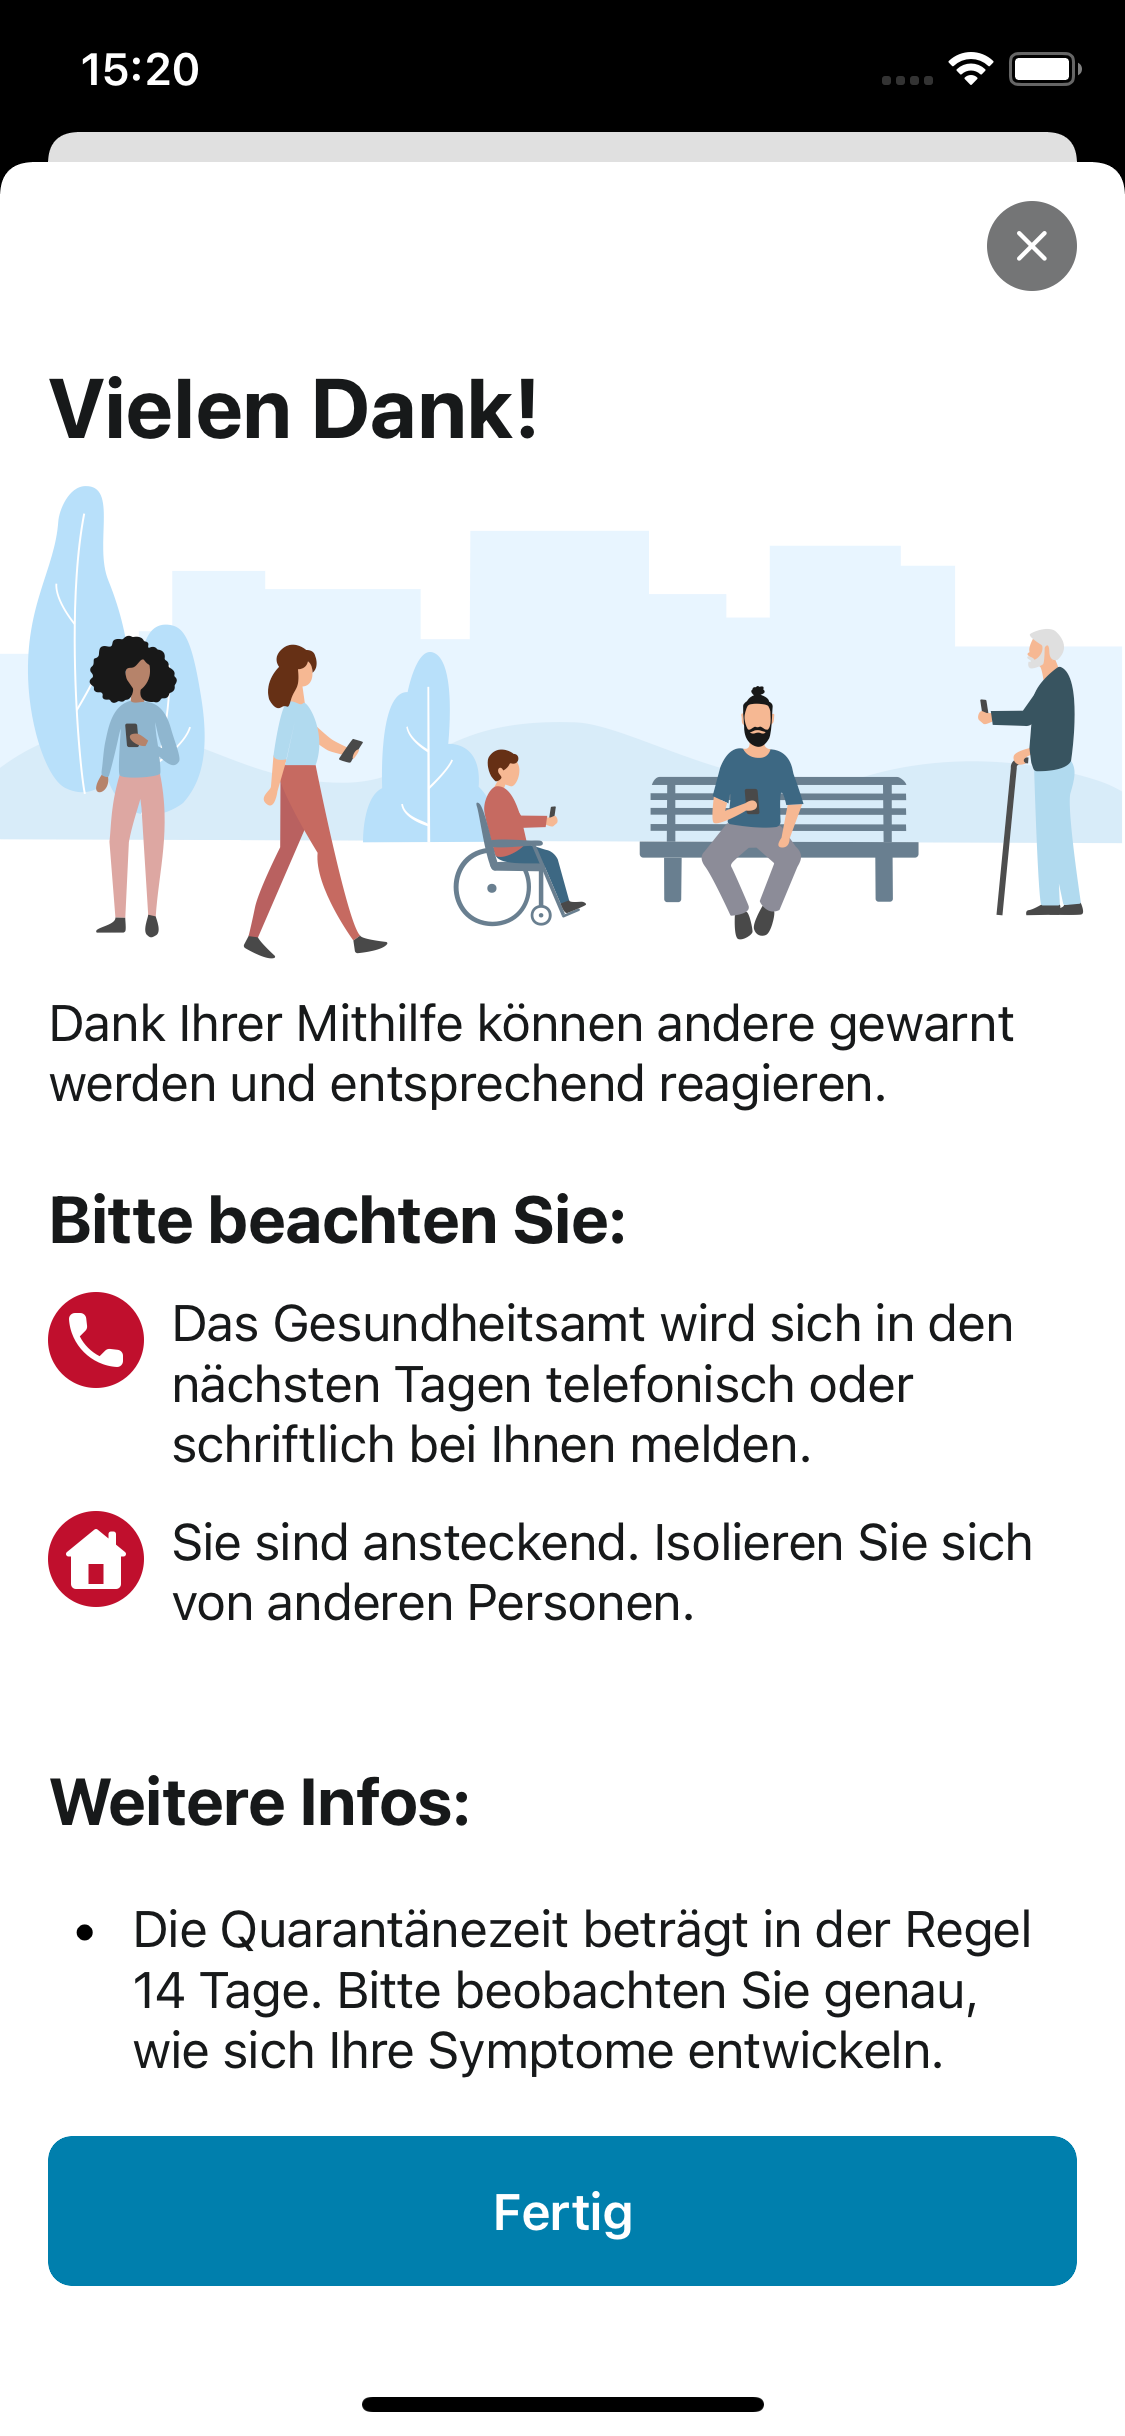 15:20
Vielen Dank!
Dank Ihrer Mithilfe können andere gewarnt
werden und entsprechend reagieren.
Bitte beachten Sie:
Das Gesundheitsamt wird sich in den
nächsten Tagen telefonisch oder
schriftlich bei Ihnen melden.
Sie sind ansteckend. Isolieren Sie sich
von anderen Personen.
Weitere Infos:
• Die Quarantänezeit beträgt in der Regel
14 Tage. Bitte beobachten Sie genau,
wie sich Ihre Symptome entwickeln.
Fertig